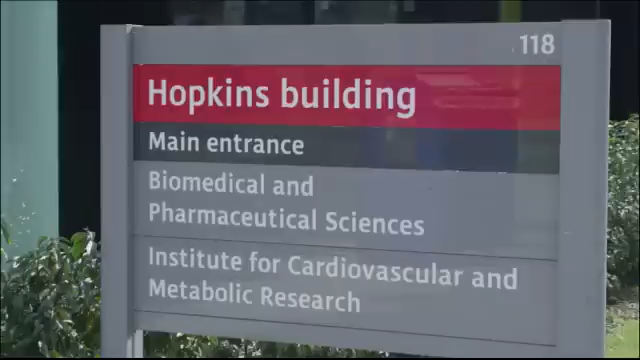 118
Hopkins building
Main entrance
Biomedical and
Pharmaceutical Sciences
Institute for Cardiovascular and
Metabolic Research